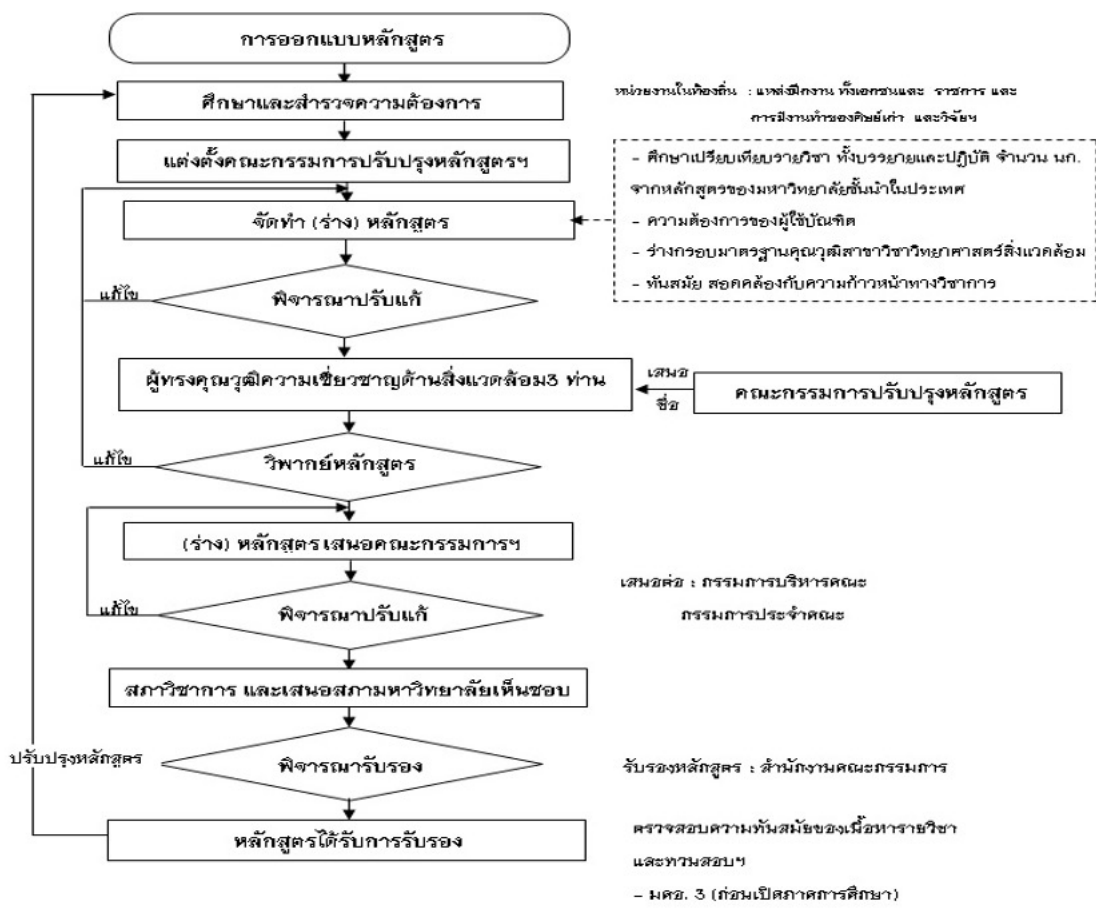 การออกแบบหลักสูตร
ศึกษาและสำรวจความต้องการ
หน่วยงานในท้องถิ่น : แหล่งฝึกงาน ทั้งเอกชนและ ราชการ และ
การมีงานทำของศิษย์เก่า และวิจัยฯ
แต่งตั้งคณะกรรมการปรับปรุงหลักสูตรฯ
- ศึกษาเปรียบเทียบรายวิชา ทั้งบรรยายและปฏิบัติ จำนวน นก.
จากหลักสูตรของมหาวิทยาลัยชั้นนำในประเทศ
- ความต้องการของผู้ใช้บัณฑิต
- ร่างกรอบมาตรฐานคุณวุฒิสาขาวิชาวิทยาศาสตร์สิ่งแวดล้อม
- ทันสมัย สอดคล้องกับความก้าวหน้าทางวิชาการ
จัดทำ (ร่าง) หลักสูตร
แก้ไข
พิจารณาปรับแก้
ผู้ทรงคุณวุฒิความเชี่ยวชาญด้านสิ่งแวดล้อม3 ท่าน
เสนอ
ชื่อ
คณะกรรมการปรับปรุงหลักสูตร
แก้ไข
วิพากย์หลักสูตร
(ร่าง) หลักสูตรเสนอคณะกรรมการฯ
แก้ไข
พิจารณาปรับแก้
เสนอต่อ : กรรมการบริหารคณะ
กรรมการประจำคณะ
สภาวิชาการ และเสนอสภามหาวิทยาลัยเห็นชอบ
ปรับปรุงหลักสูตร
พิจารณารับรอง
รับรองหลักสูตร : สำนักงานคณะกรรมการ
หลักสูตรได้รับการรับรอง
ตรวจสอบความทันสมัยของเนื้อหารายวิชา
และทวนสอบฯ
- มคอ. 3 (ก่อนเปิดภาคการศึกษา)